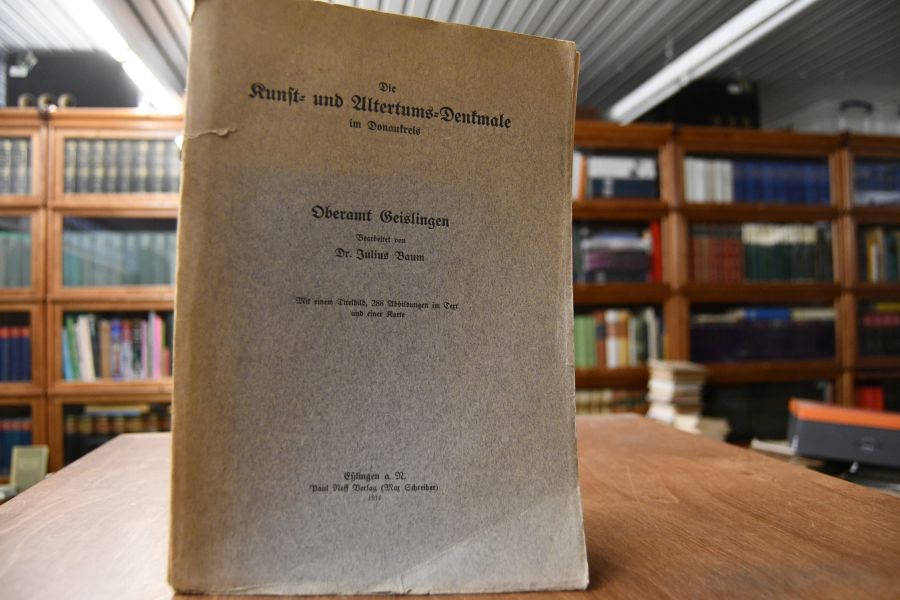 Die
Kunst= und Altertums=Denkmale
im Donaukreis
Oberamt Geislingen
Bearbeitet von
Dr. Julius Baum
Mit einem Titelbild, 288 Abbildungen im Text
und einer Karte
Eßlingen a. N.
Paul Neff Verlag (Max Schreiber)
1914